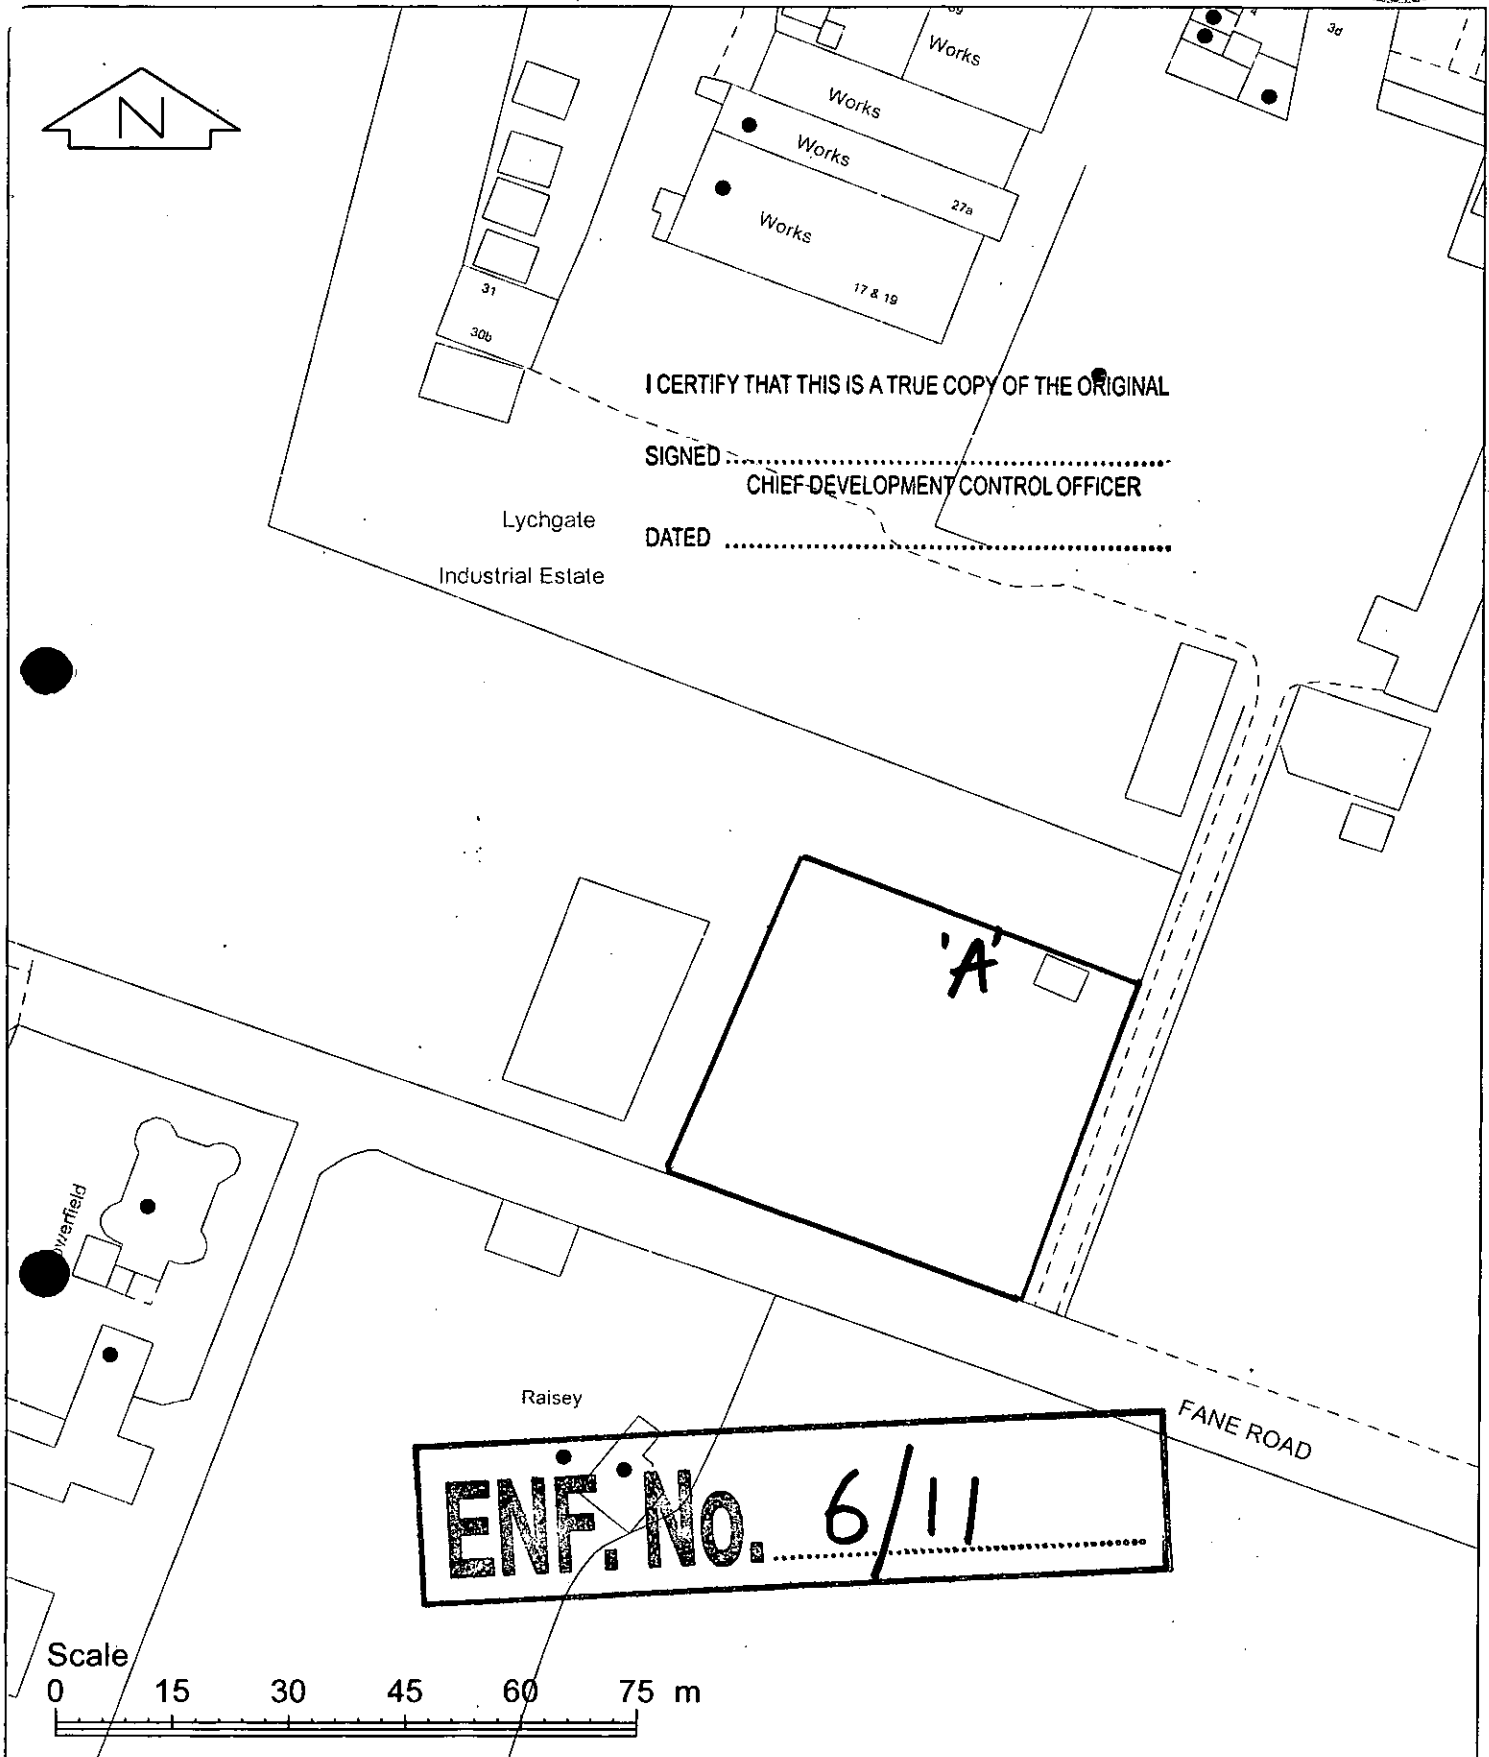 N
Works
Works
Works
27a
Works
17 & 19
3d
4
31
30b
I CERTIFY THAT THIS IS A TRUE COPY OF THE ORIGINAL
SIGNED
CHIEF DEVELOPMENT CONTROL OFFICER
DATED
Lychgate
Industrial Estate
'A'
owerfield
Raisey
FANE ROAD
ENF. No. 6/11
Scale
0 15 30 45 60 75 m